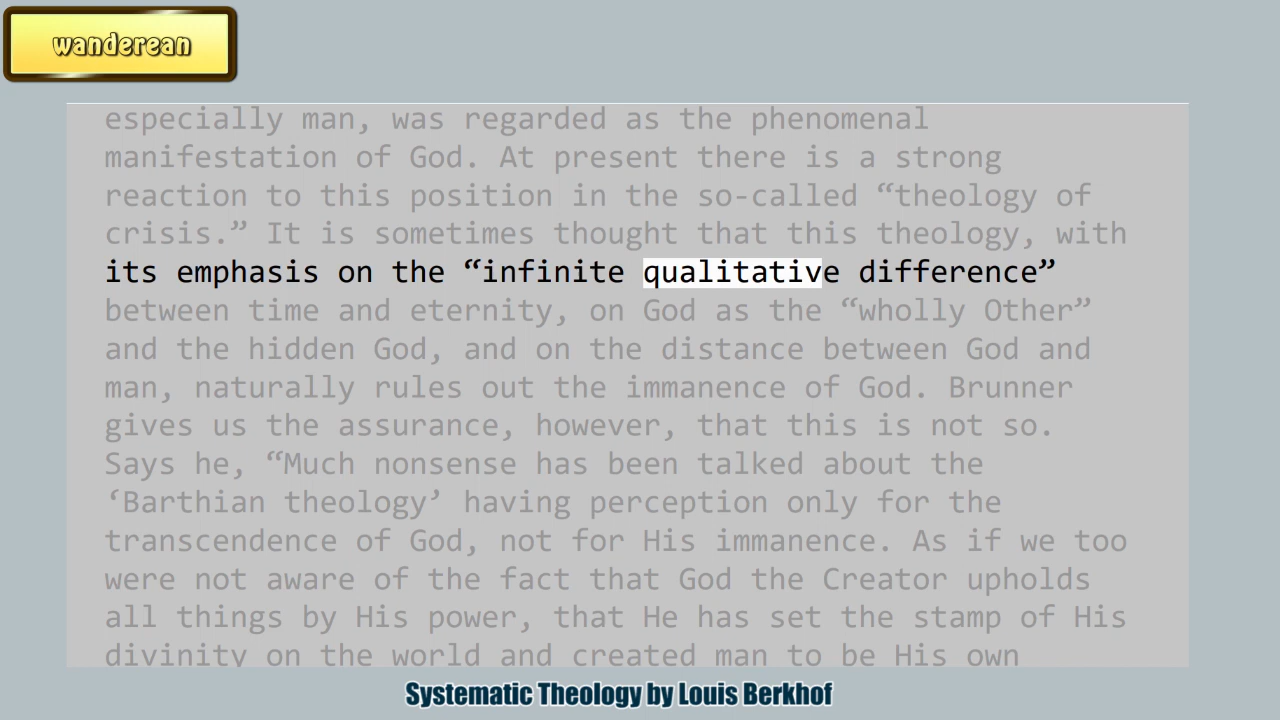 wanderean
especially man, was regarded as the phenomenal
manifestation of God. At present there is a strong
reaction to this position in the so-called “theology of
crisis.” It is sometimes thought that this theology, with
its emphasis on the “infinite qualitative difference”
between time and eternity, on God as the “wholly Other”
and the hidden God, and on the distance between God and
man, naturally rules out the immanence of God. Brunner
gives us the assurance, however, that this is not so.
Says he, “Much nonsense has been talked about the
‘Barthian theology’ having perception only for the
transcendence of God, not for His immanence. As if we too
were not aware of the fact that God the Creator upholds
all things by His power, that He has set the stamp of His
divinity on the world and created man to be His own
Systematic Theology by Louis Berkhof